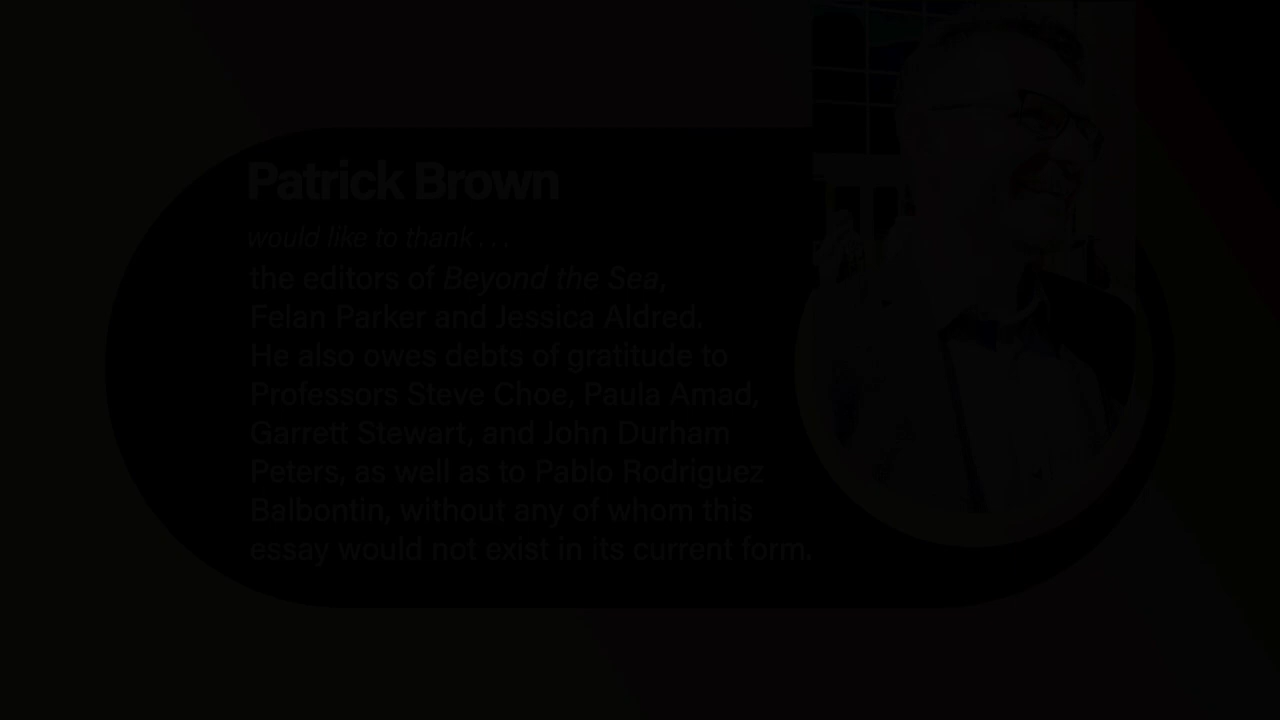 Patrick Brown
would like to thank . . .
the editors of Beyond the Sea,
Felan Parker and Jessica Aldred.
He also owes debts of gratitude to
Professors Steve Choe, Paula Amad,
Garrett Stewart, and John Durham
Peters, as well as to Pablo Rodriguez
Balbontin, without any of whom this
essay would not exist in its current form.